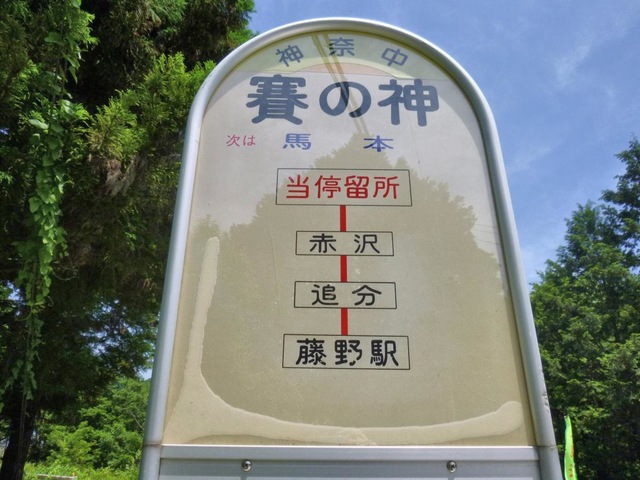 神奈中
賽の神
次は 馬本
当停留所
赤沢
追分
藤野駅